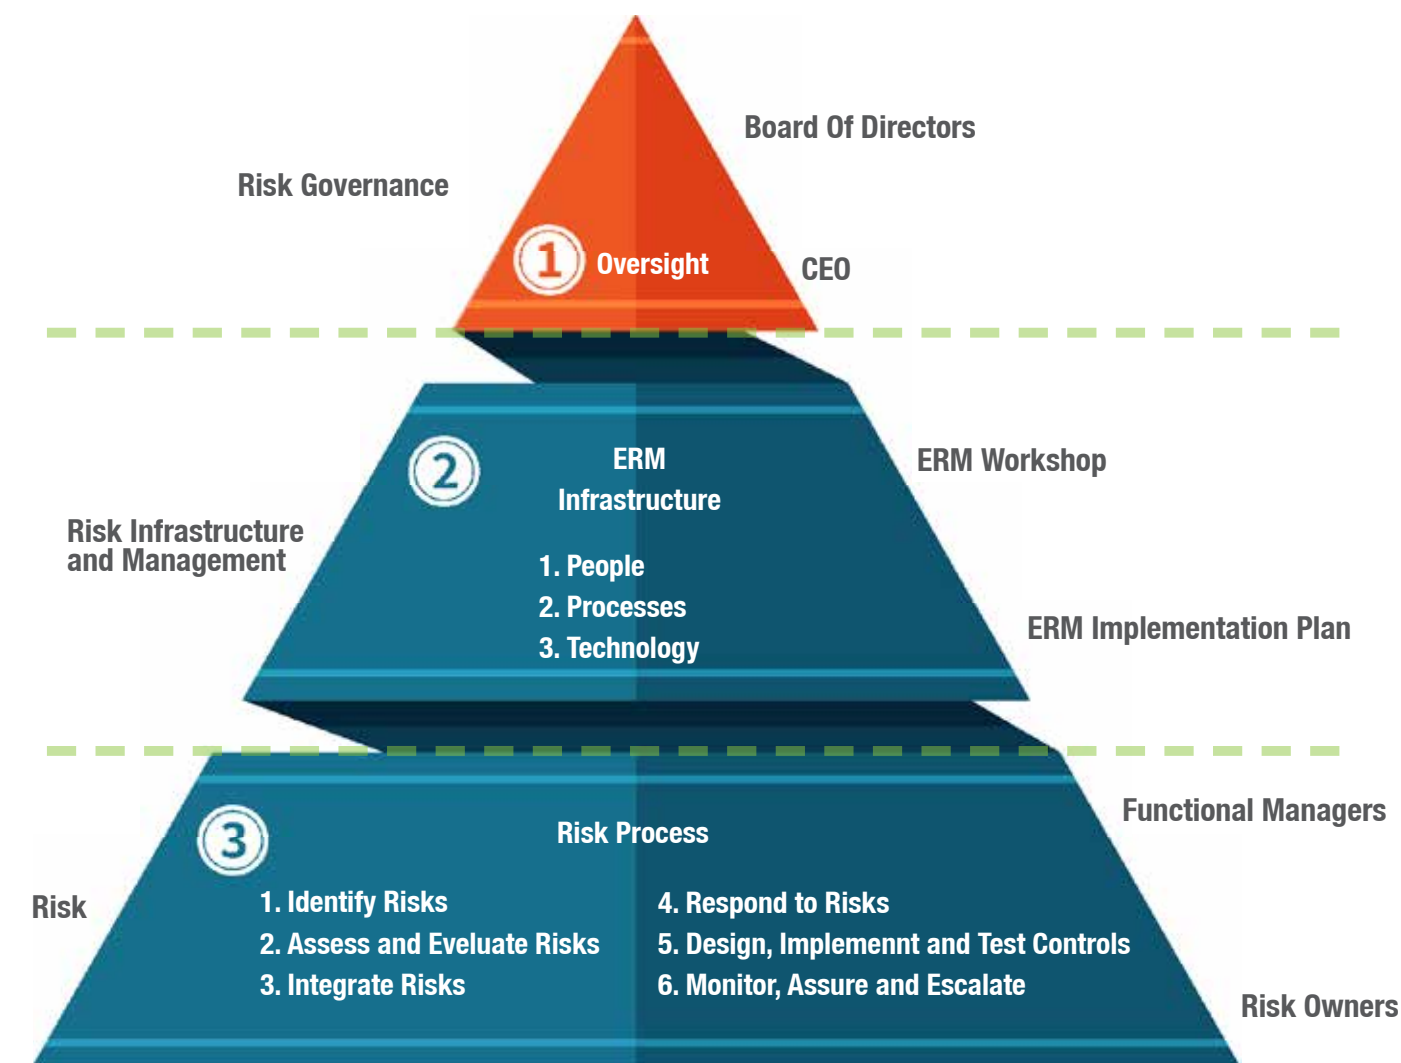 Board Of Directors
Risk Governance
1 Oversight
CEO
2
ERM
Infrastructure
ERM Workshop
Risk Infrastructure
and Management
1. People
2. Processes
3. Technology
ERM Implementation Plan
3
Risk Process
Functional Managers
Risk
1. Identify Risks
2. Assess and Eveluate Risks
3. Integrate Risks
4. Respond to Risks
5. Design, Implemennt and Test Controls
6. Monitor, Assure and Escalate
Risk Owners